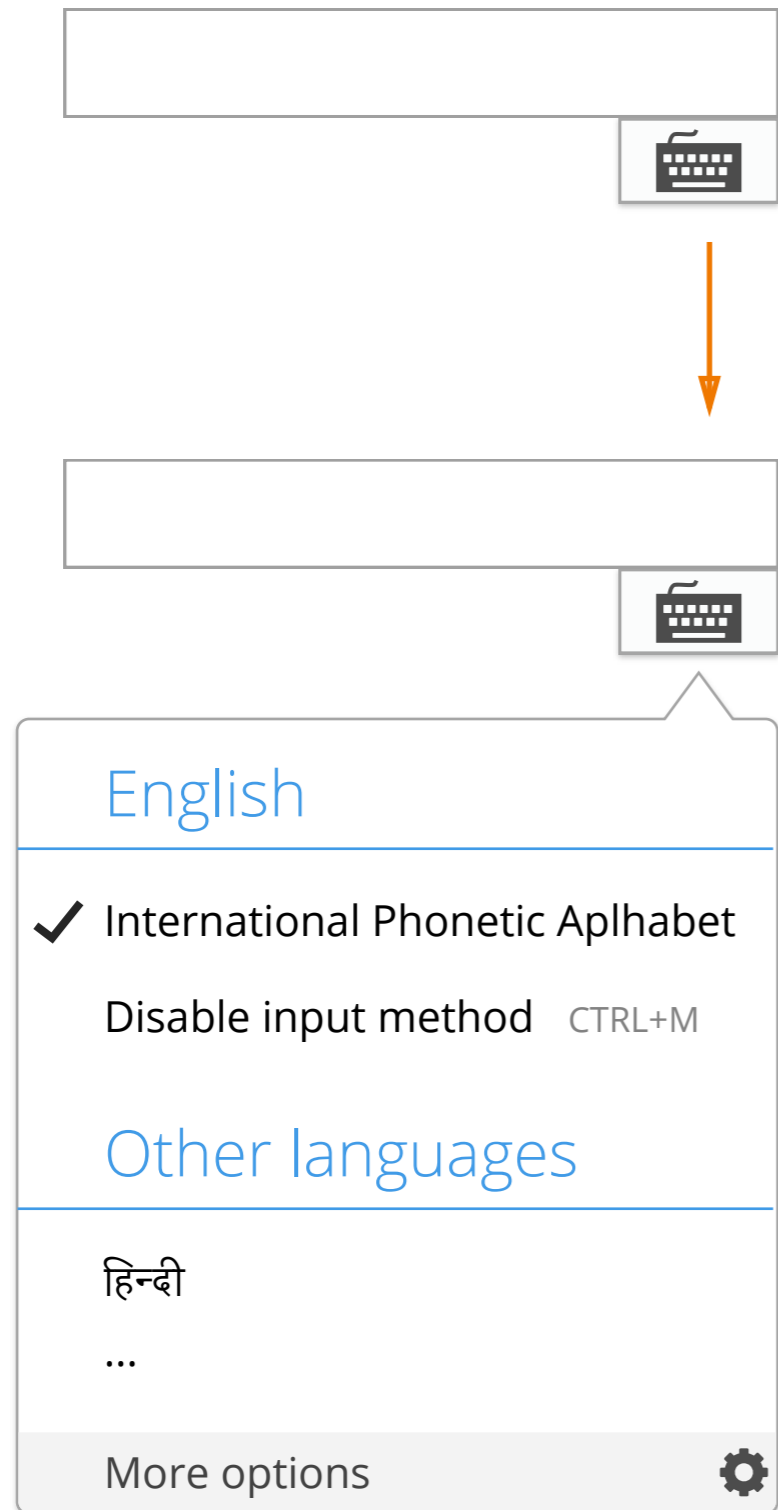 English
International Phonetic Aplhabet
Disable input method CTRL+M
Other languages
हिन्दी
...
More options